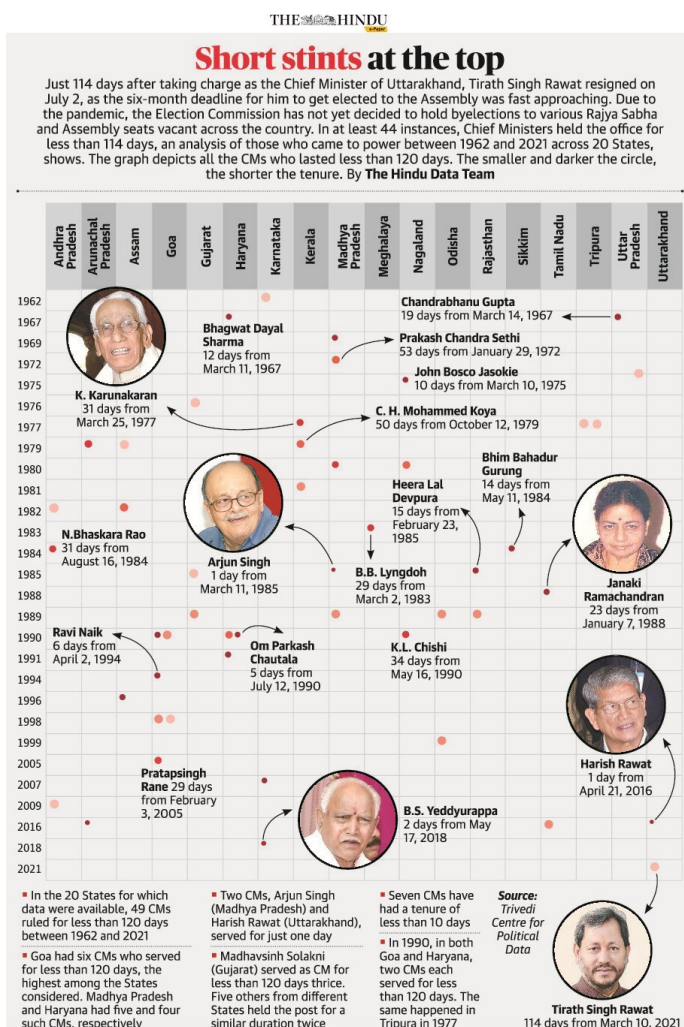 THE HINDU
e-Paper
Short stints at the top
Just 114 days after taking charge as the Chief Minister of Uttarakhand, Tirath Singh Rawat resigned on
July 2, as the six-month deadline for him to get elected to the Assembly was fast approaching. Due to
the pandemic, the Election Commission has not yet decided to hold byelections to various Rajya Sabha
and Assembly seats vacant across the country. In at least 44 instances, Chief Ministers held the office for
less than 114 days, an analysis of those who came to power between 1962 and 2021 across 20 States,
shows. The graph depicts all the CMs who lasted less than 120 days. The smaller and darker the circle,
the shorter the tenure. By The Hindu Data Team
Andhra
Pradesh
Arunachal
Pradesh
Assam
Goa
Gujarat
Haryana
Karnataka
Kerala
Madhya
Pradesh
Meghalaya
Nagaland
Odisha
Rajasthan
Sikkim
Tamil Nadu
Tripura
Uttar
Pradesh
Uttarakhand
1962
1967
1969
1972
1975
1976
1977
1979
1980
1981
1982
1983
1984
1985
1988
1989
1990
1991
1994
1996
1998
1999
2005
2007
2009
2016
2018
2021
Chandrabhanu Gupta
19 days from March 14, 1967
Bhagwat Dayal
Sharma
12 days from
March 11, 1967
Prakash Chandra Sethi
53 days from January 29, 1972
John Bosco Jasokie
10 days from March 10, 1975
K. Karunakaran
31 days from
March 25, 1977
C. H. Mohammed Koya
50 days from October 12, 1979
Bhim Bahadur
Gurung
14 days from
May 11, 1984
Heera Lal
Devpura
15 days from
February 23,
1985
N.Bhaskara Rao
31 days from
August 16, 1984
Arjun Singh
1 day from
March 11, 1985
B.B. Lyngdoh
29 days from
March 2, 1983
Janaki
Ramachandran
23 days from
January 7, 1988
Ravi Naik
6 days from
April 2, 1994
Om Parkash
Chautala
5 days from
July 12, 1990
K.L. Chishi
34 days from
May 16, 1990
Harish Rawat
1 day from
April 21, 2016
Pratapsingh
Rane 29 days
from February
3, 2005
B.S. Yeddyurappa
2 days from May
17, 2018
▪ In the 20 States for which
data were available, 49 CMs
ruled for less than 120 days
between 1962 and 2021
▪ Goa had six CMs who served
for less than 120 days, the
highest among the States
considered. Madhya Pradesh
and Haryana had five and four
such CMs, respectively
▪ Two CMs, Arjun Singh
(Madhya Pradesh) and
Harish Rawat (Uttarakhand),
served for just one day
▪ Madhavsinh Solakni
(Gujarat) served as CM for
less than 120 days thrice.
Five others from different
States held the post for a
similar duration twice
▪ Seven CMs have
had a tenure of
less than 10 days
▪ In 1990, in both
Goa and Haryana,
two CMs each
served for less
than 120 days. The
same happened in
Tripura in 1977
Source:
Trivedi
Centre for
Political
Data
Tirath Singh Rawat
114 days from March 10, 2021